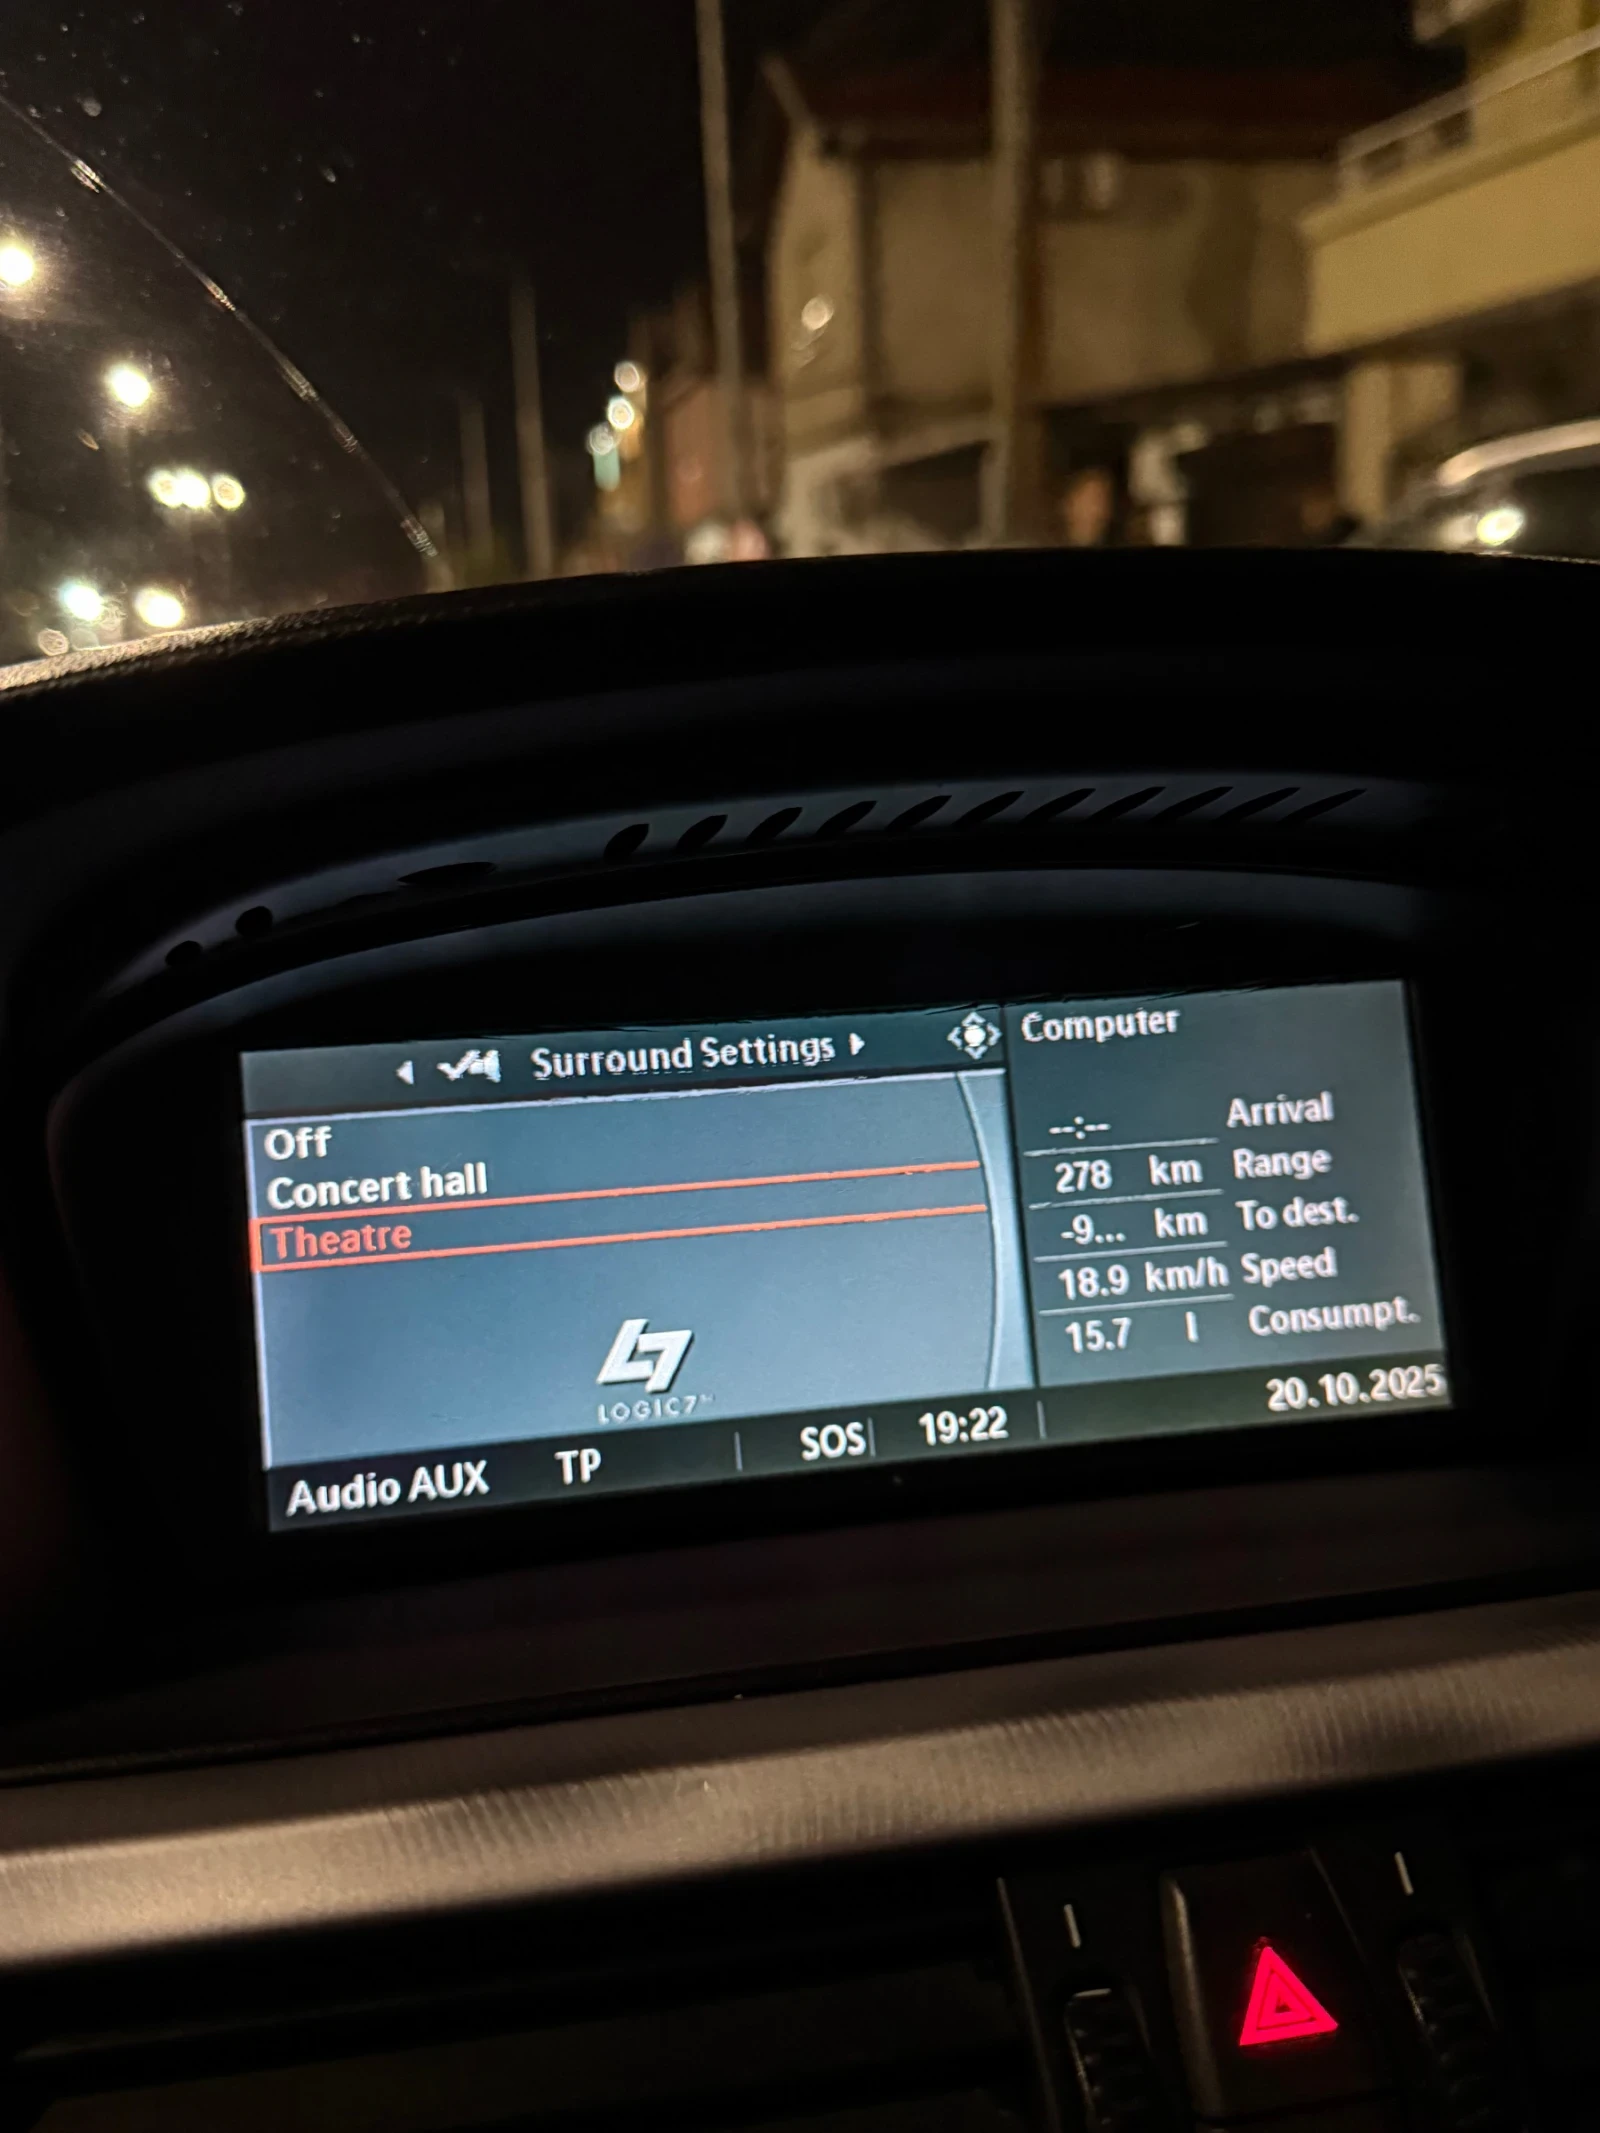 Surround Settings
Off
Concert hall
Theatre
LOGIC7™
Computer
--:-- Arrival
278 km Range
-9... km To dest.
18.9 km/h Speed
15.7 l Consumpt.
Audio AUX TP SOS 19:22 20.10.2025